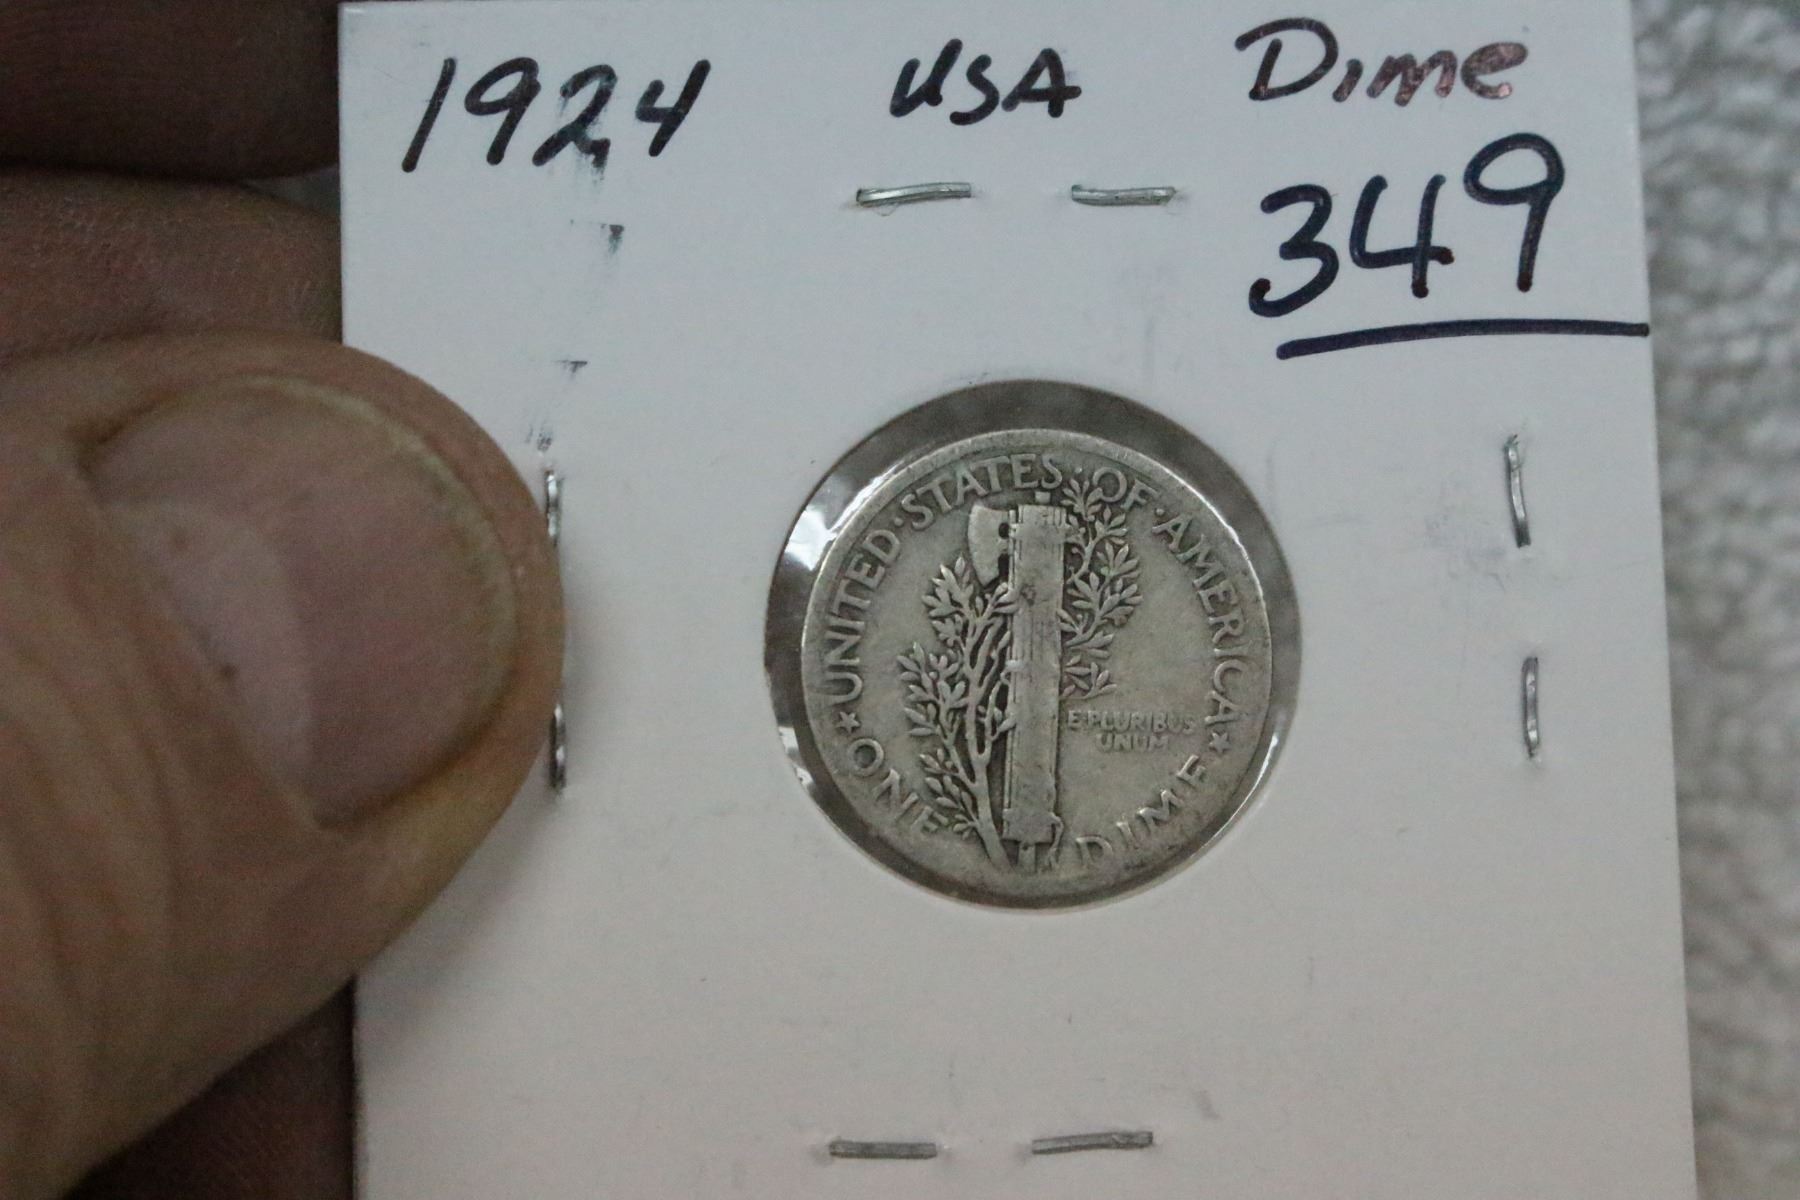 1924 USA Dime
349
UNITED·STATES·OF·AMERICA
E·PLURIBUS
UNUM
★ONE DIME★